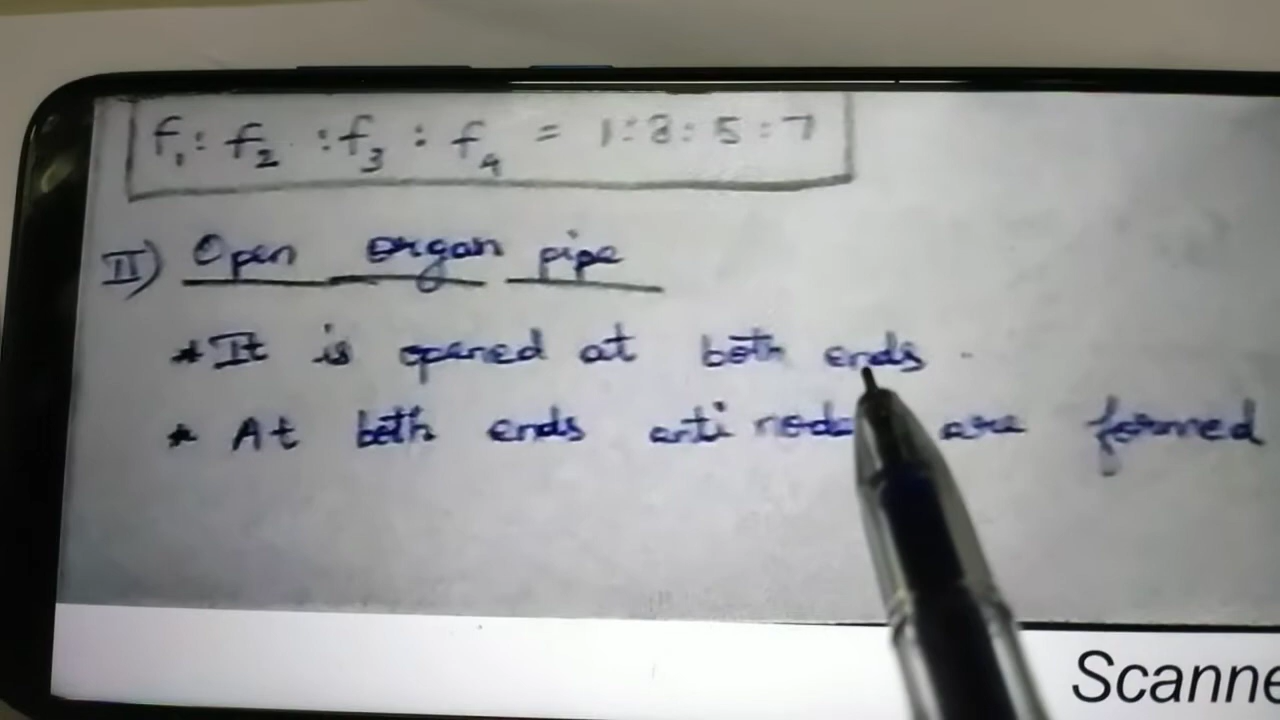 f₁ : f₂ : f₃ : f₄ = 1 : 3 : 5 : 7
II) Open organ pipe
* It is opened at both ends.
* At both ends anti node are formed
Scanne